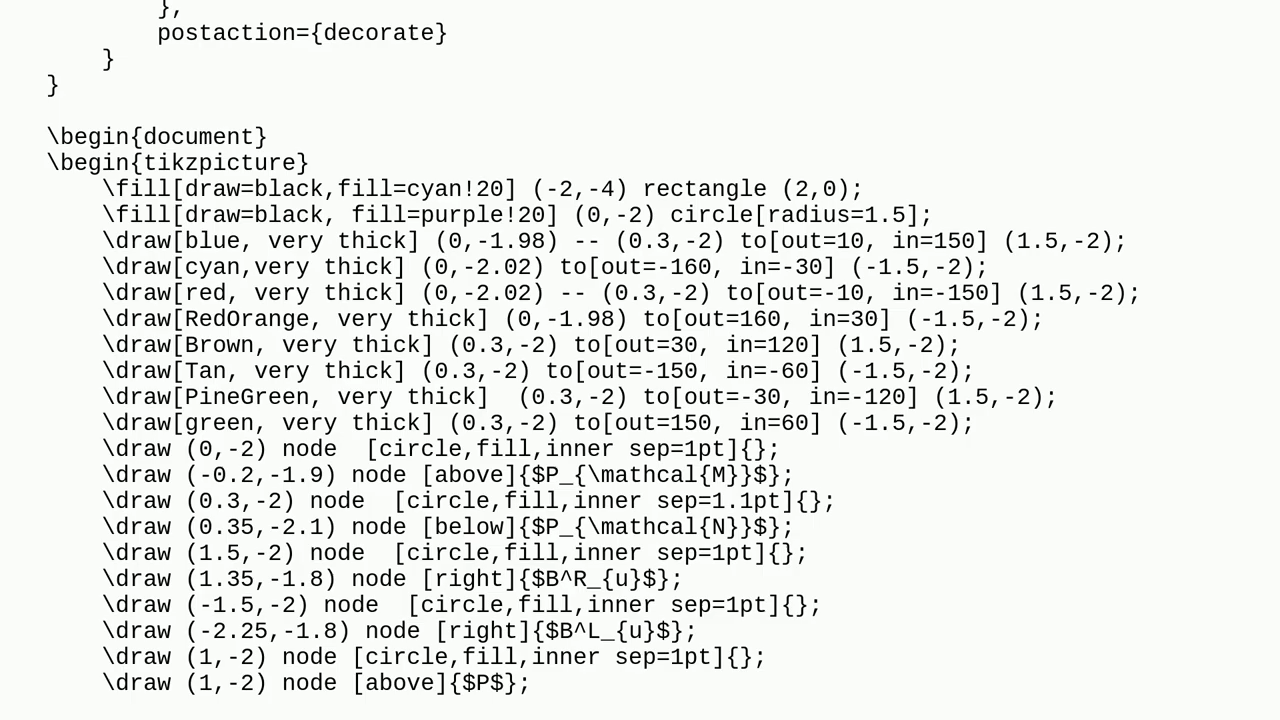 },
postaction={decorate}
}
}
\begin{document}
\begin{tikzpicture}
\fill[draw=black,fill=cyan!20] (-2,-4) rectangle (2,0);
\fill[draw=black, fill=purple!20] (0,-2) circle[radius=1.5];
\draw[blue, very thick] (0,-1.98) -- (0.3,-2) to[out=10, in=150] (1.5,-2);
\draw[cyan,very thick] (0,-2.02) to[out=-160, in=-30] (-1.5,-2);
\draw[red, very thick] (0,-2.02) -- (0.3,-2) to[out=-10, in=-150] (1.5,-2);
\draw[RedOrange, very thick] (0,-1.98) to[out=160, in=30] (-1.5,-2);
\draw[Brown, very thick] (0.3,-2) to[out=30, in=120] (1.5,-2);
\draw[Tan, very thick] (0.3,-2) to[out=-150, in=-60] (-1.5,-2);
\draw[PineGreen, very thick]  (0.3,-2) to[out=-30, in=-120] (1.5,-2);
\draw[green, very thick] (0.3,-2) to[out=150, in=60] (-1.5,-2);
\draw (0,-2) node  [circle,fill,inner sep=1pt]{};
\draw (-0.2,-1.9) node [above]{$P_{\mathcal{M}}$};
\draw (0.3,-2) node  [circle,fill,inner sep=1.1pt]{};
\draw (0.35,-2.1) node [below]{$P_{\mathcal{N}}$};
\draw (1.5,-2) node  [circle,fill,inner sep=1pt]{};
\draw (1.35,-1.8) node [right]{$B^R_{u}$};
\draw (-1.5,-2) node  [circle,fill,inner sep=1pt]{};
\draw (-2.25,-1.8) node [right]{$B^L_{u}$};
\draw (1,-2) node [circle,fill,inner sep=1pt]{};
\draw (1,-2) node [above]{$P$};